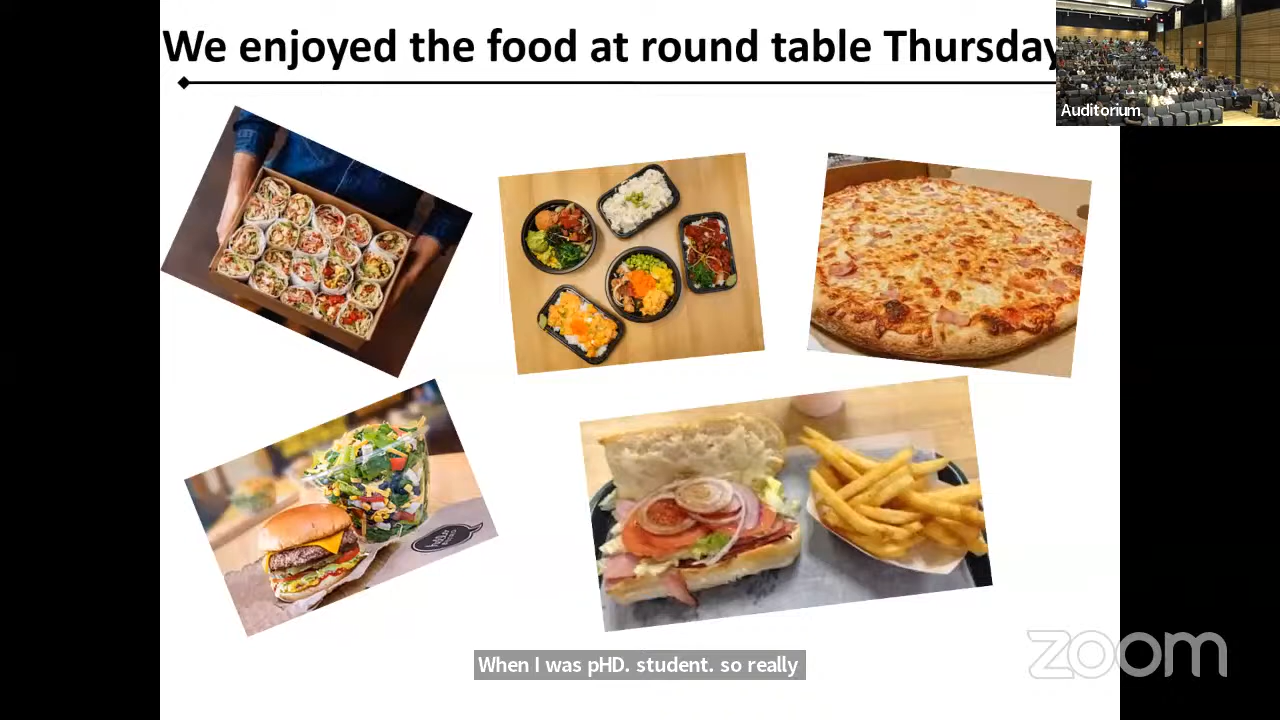 We enjoyed the food at round table Thursday
Auditorium
When I was pHD. student. so really
zoom